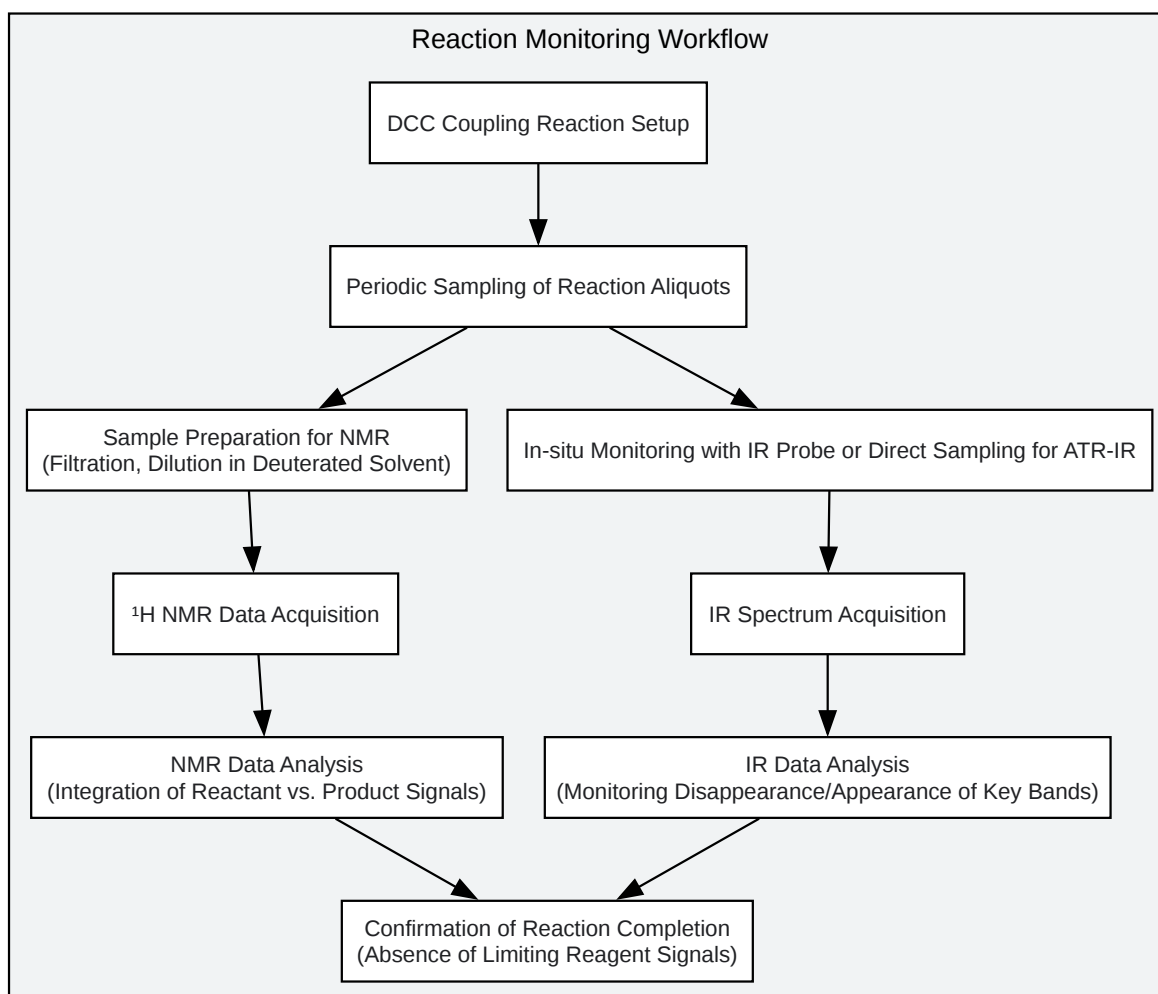 Reaction Monitoring Workflow
DCC Coupling Reaction Setup
Periodic Sampling of Reaction Aliquots
Sample Preparation for NMR
(Filtration, Dilution in Deuterated Solvent)
In-situ Monitoring with IR Probe or Direct Sampling for ATR-IR
¹H NMR Data Acquisition
IR Spectrum Acquisition
NMR Data Analysis
(Integration of Reactant vs. Product Signals)
IR Data Analysis
(Monitoring Disappearance/Appearance of Key Bands)
Confirmation of Reaction Completion
(Absence of Limiting Reagent Signals)